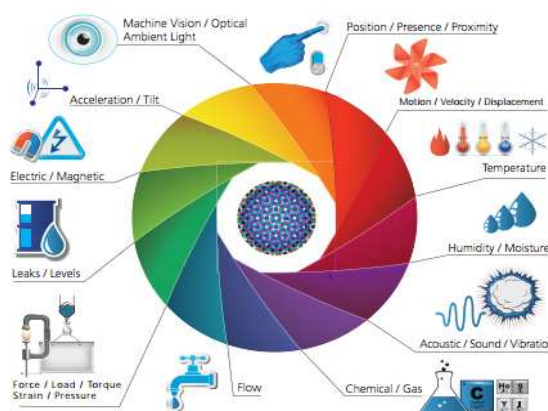 Machine Vision / Optical
Ambient Light
Position / Presence / Proximity
Acceleration / Tilt
Motion / Velocity / Displacement
Electric / Magnetic
Temperature
Leaks / Levels
Humidity / Moisture
Acoustic / Sound / Vibratio
Force / Load / Torque
Strain / Pressure
Flow
Chemical / Gas
C